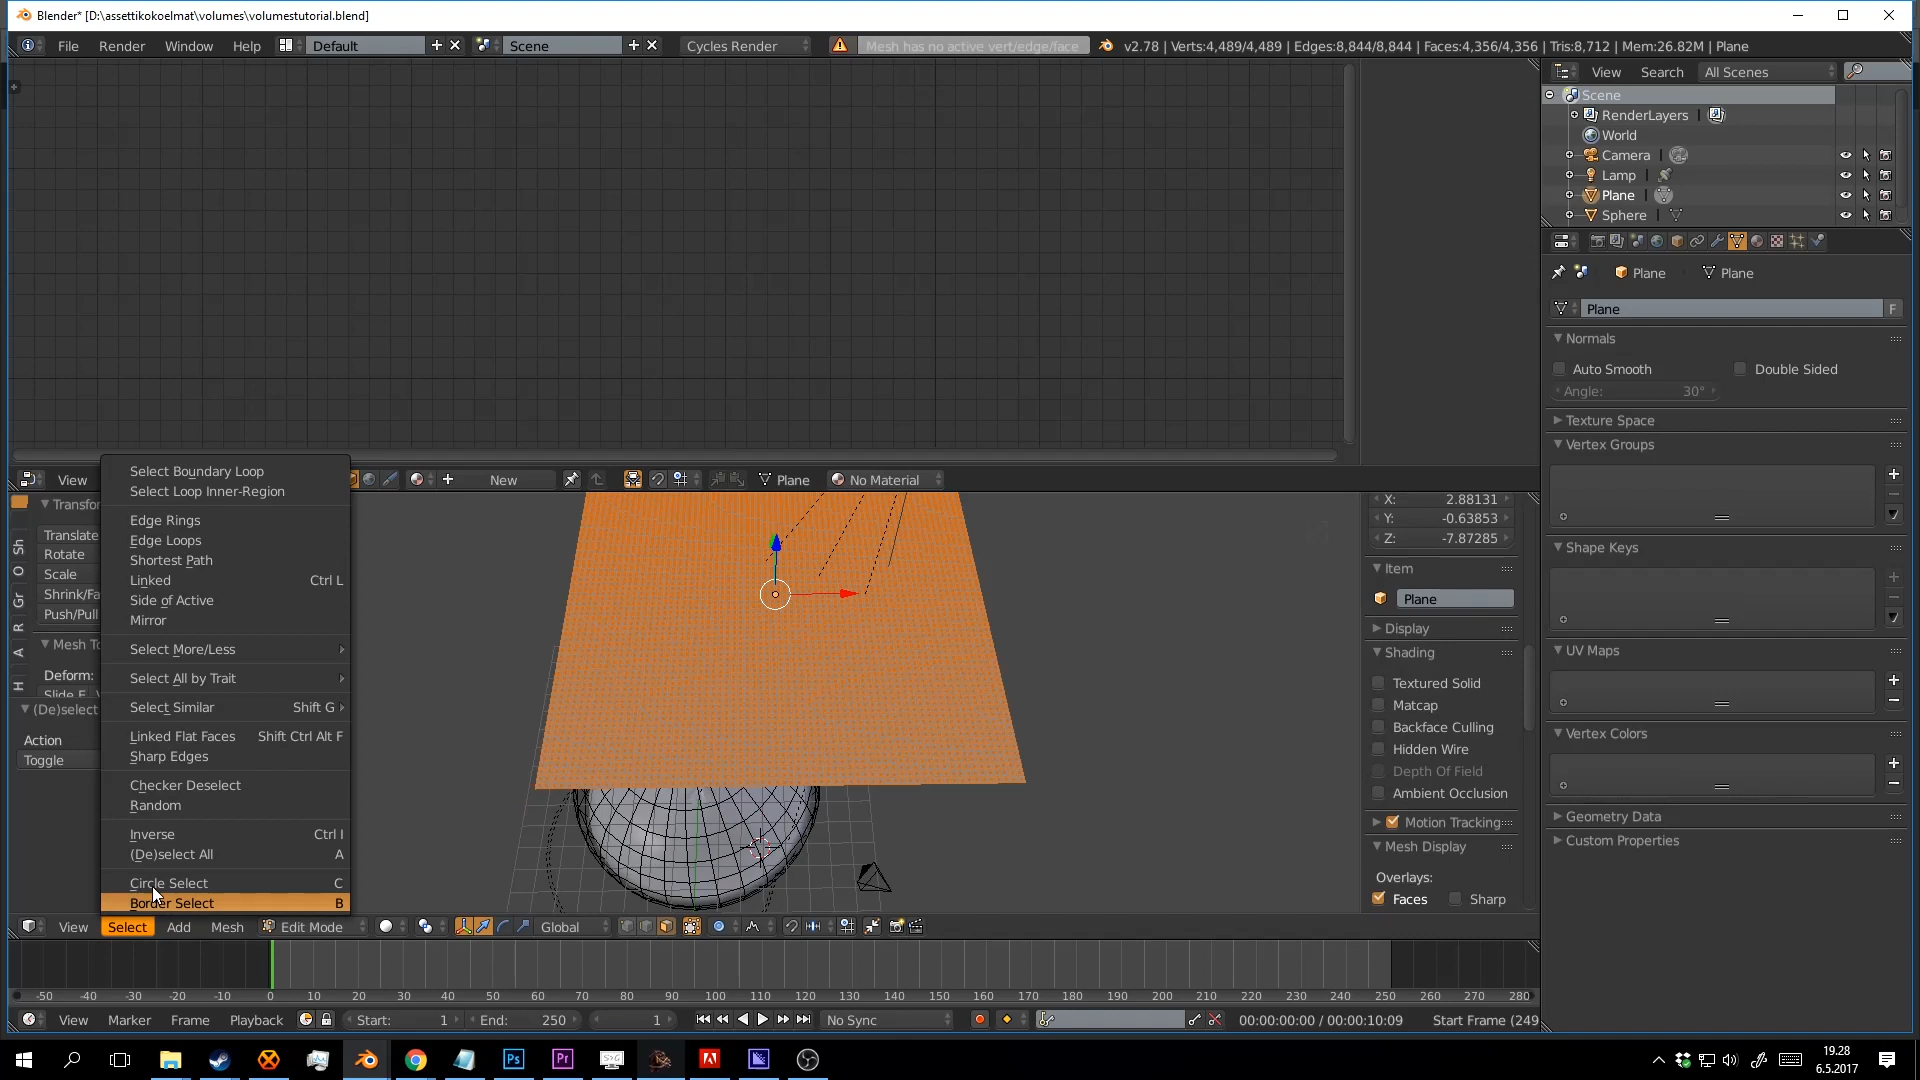 Blender* [D:\assettikokoelmat\volumes\volumestutorial.blend]
File Render Window Help Default Scene Cycles Render Mesh has no active vert/edge/face v2.78 | Verts:4,489/4,489 | Edges:8,844/8,844 | Faces:4,356/4,356 | Tris:8,712 | Mem:26.82M | Plane
View Search All Scenes
Scene
RenderLayers
World
Camera
Lamp
Plane
Sphere
Plane Plane
Plane F
Normals
Auto Smooth Double Sided
Angle: 30°
Texture Space
Vertex Groups
Shape Keys
UV Maps
Vertex Colors
Geometry Data
Custom Properties
View New Plane No Material
Select Boundary Loop
Select Loop Inner-Region
Edge Rings
Edge Loops
Shortest Path
Linked Ctrl L
Side of Active
Mirror
Select More/Less
Select All by Trait
Select Similar Shift G
Linked Flat Faces Shift Ctrl Alt F
Sharp Edges
Checker Deselect
Random
Inverse Ctrl I
(De)select All A
Circle Select C
Border Select B
Transfor
Translate
Rotate
Scale
Shrink/Fa
Push/Pull
Mesh To
Deform:
Slide E
(De)select
Action
Toggle
Sh
O
Gr
R
A
H
X: 2.88131
Y: -0.63853
Z: -7.87285
Item
Plane
Display
Shading
Textured Solid
Matcap
Backface Culling
Hidden Wire
Depth Of Field
Ambient Occlusion
Motion Tracking
Mesh Display
Overlays:
Faces Sharp
View Select Add Mesh Edit Mode Global
-50 -40 -30 -20 -10 0 10 20 30 40 50 60 70 80 90 100 110 120 130 140 150 160 170 180 190 200 210 220 230 240 250 260 270 280
View Marker Frame Playback Start: 1 End: 250 1 No Sync 00:00:00:00 / 00:00:10:09 Start Frame (249
Ps Pr
19.28
6.5.2017